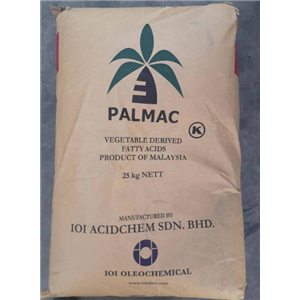 PALMAC
K
VEGETABLE DERIVED
FATTY ACIDS
PRODUCT OF MALAYSIA
25 kg NETT
MANUFACTURED BY
IOI ACIDCHEM SDN. BHD.
IOI OLEOCHEMICAL